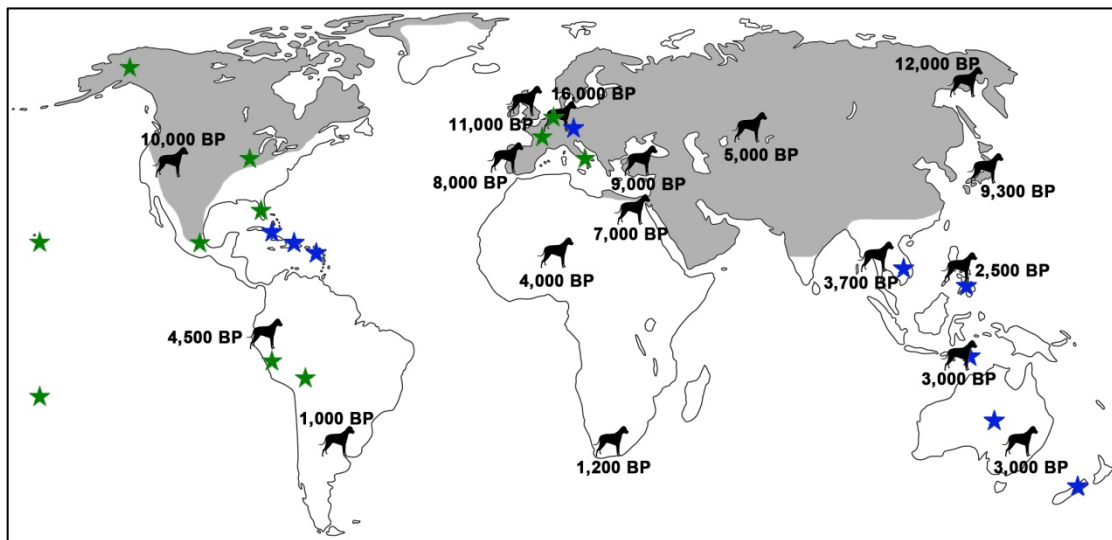 12,000 BP
16,000 BP
11,000 BP
10,000 BP
5,000 BP
8,000 BP
9,000 BP
9,300 BP
7,000 BP
4,000 BP
3,700 BP
2,500 BP
4,500 BP
3,000 BP
1,000 BP
1,200 BP
3,000 BP